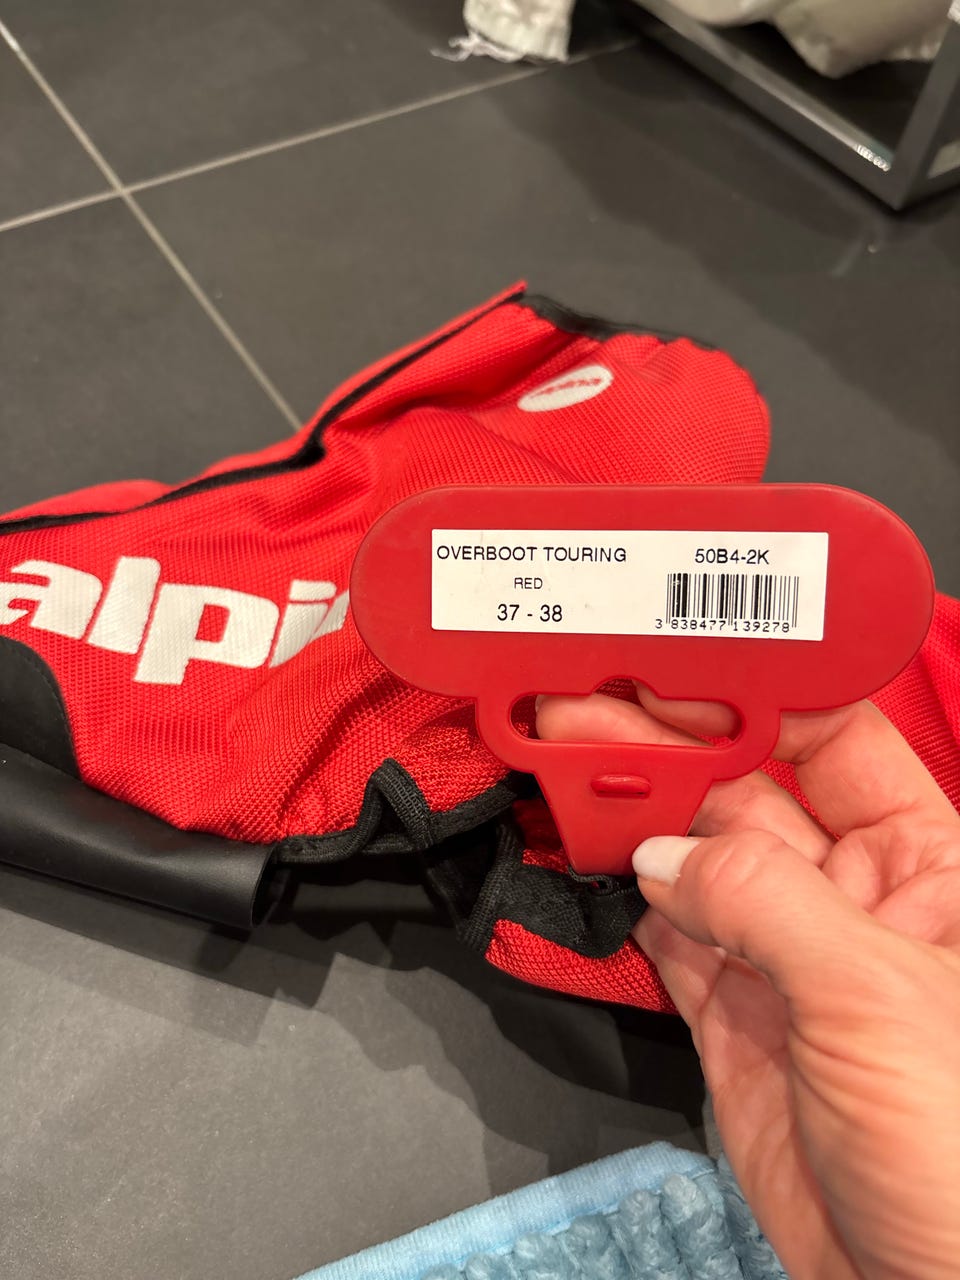 alpi
OVERBOOT TOURING
RED
37 - 38
50B4-2K
3 838477 139278